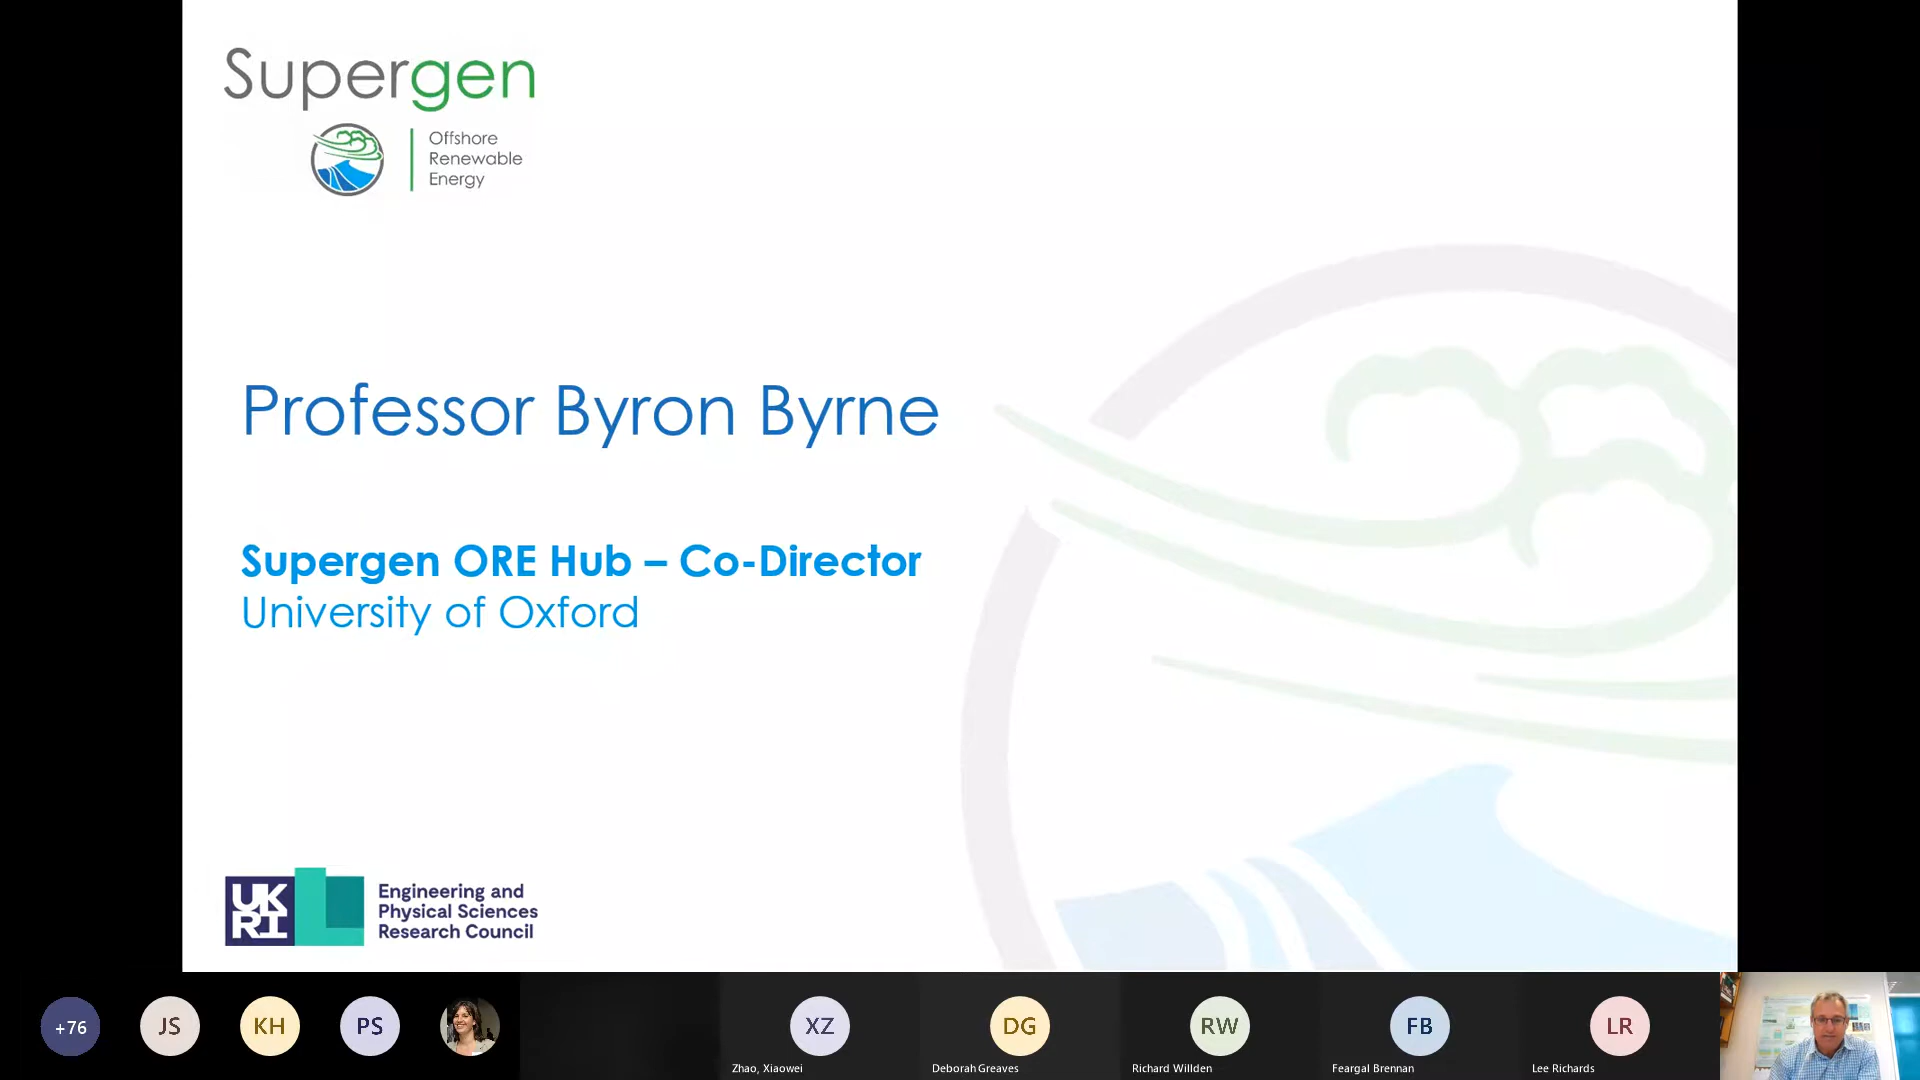 Supergen
Offshore
Renewable
Energy
Professor Byron Byrne
Supergen ORE Hub – Co-Director
University of Oxford
UK
RI
Engineering and
Physical Sciences
Research Council
+76
JS
KH
PS
XZ
DG
RW
FB
LR
Zhao, Xiaowei
Deborah Greaves
Richard Willden
Feargal Brennan
Lee Richards